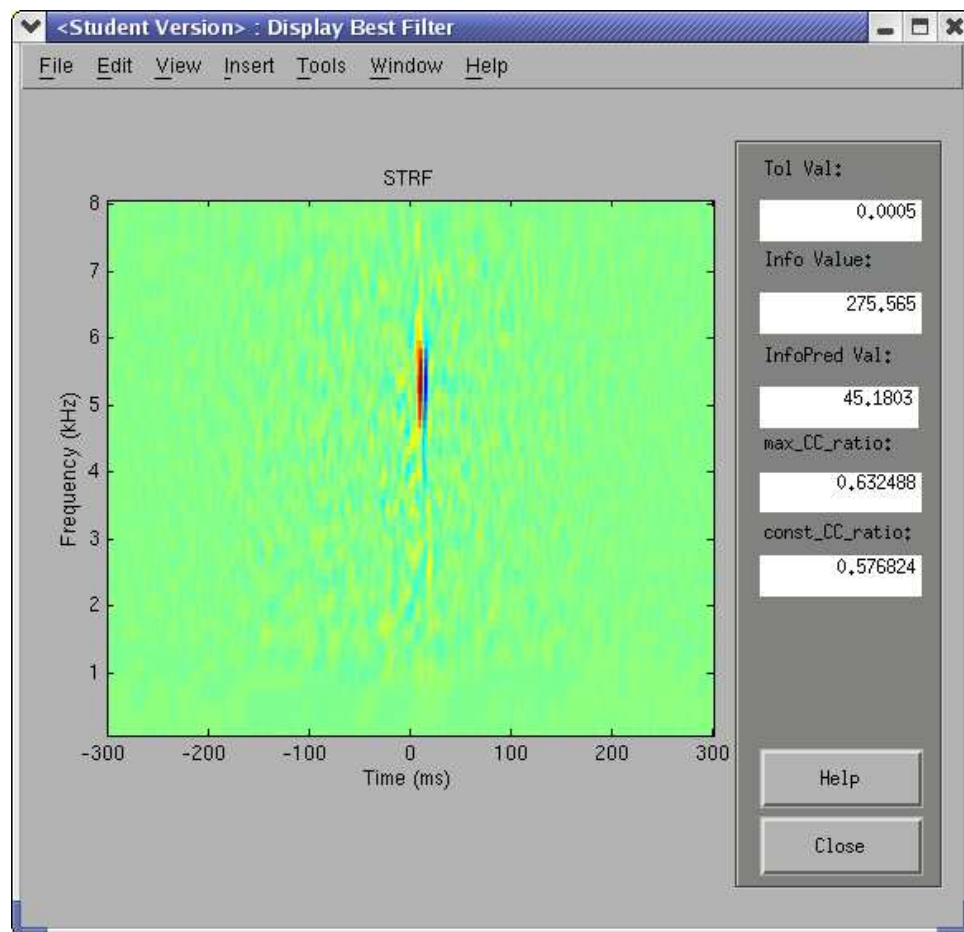 <Student Version> : Display Best Filter
File Edit View Insert Tools Window Help
STRF
8
7
6
5
4
3
2
1
Frequency (kHz)
-300 -200 -100 0 100 200 300
Time (ms)
Tol Val:
0.0005
Info Value:
275.565
InfoPred Val:
45.1803
max_CC_ratio:
0.632488
const_CC_ratio:
0.576824
Help
Close